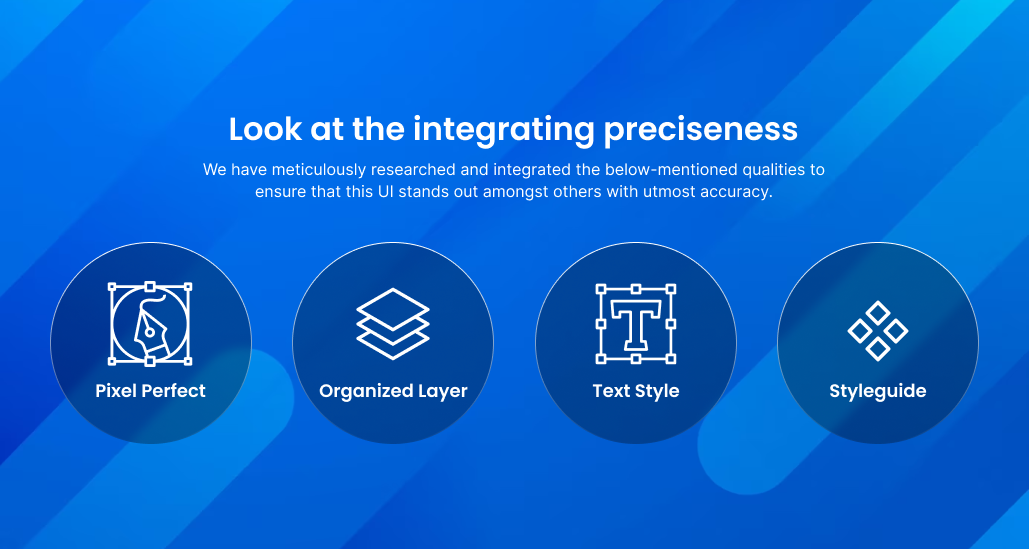 Look at the integrating preciseness
We have meticulously researched and integrated the below-mentioned qualities to
ensure that this UI stands out amongst others with utmost accuracy.
Pixel Perfect
Organized Layer
Text Style
Styleguide